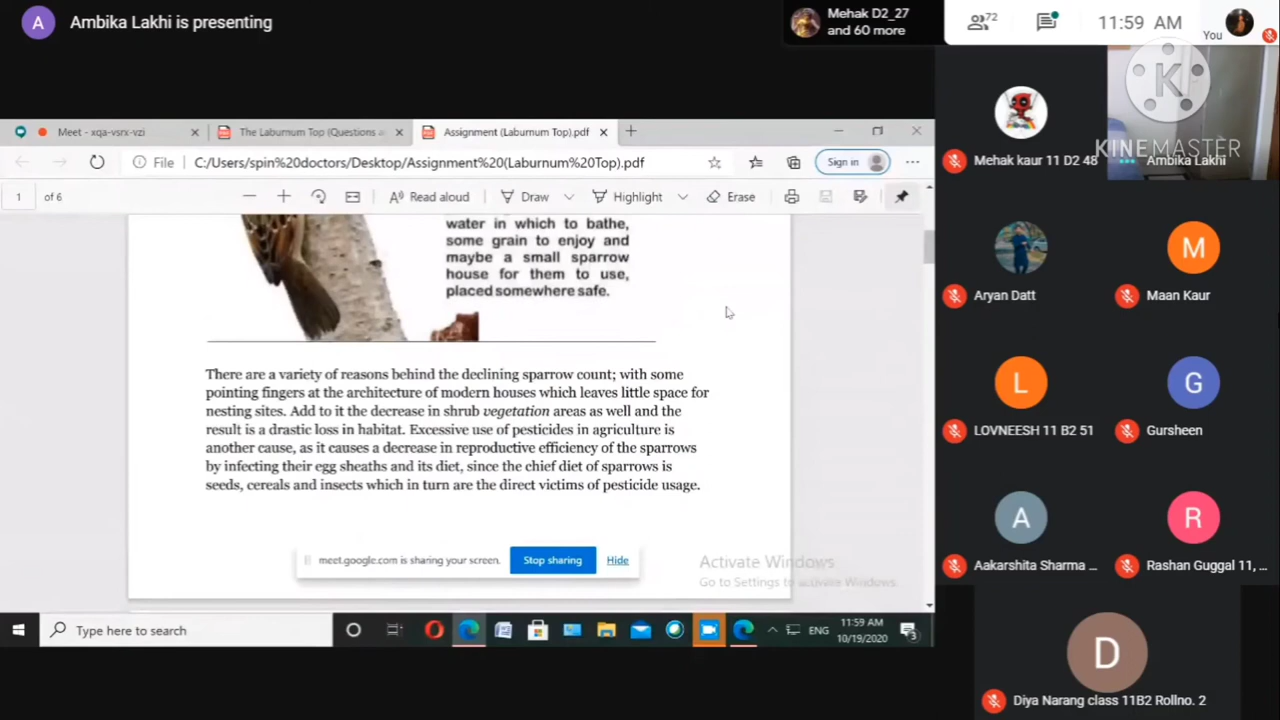 A
Ambika Lakhi is presenting
Mehak D2_27
and 60 more
72
11:59 AM
You
Meet - xqa-vsrx-vzi
The Laburnum Top (Questions a
Assignment (Laburnum Top).pdf
File
C:/Users/spin%20doctors/Desktop/Assignment%20(Laburnum%20Top).pdf
Sign in
1
of 6
Read aloud
Draw
Highlight
Erase
water in which to bathe,
some grain to enjoy and
maybe a small sparrow
house for them to use,
placed somewhere safe.
There are a variety of reasons behind the declining sparrow count; with some
pointing fingers at the architecture of modern houses which leaves little space for
nesting sites. Add to it the decrease in shrub vegetation areas as well and the
result is a drastic loss in habitat. Excessive use of pesticides in agriculture is
another cause, as it causes a decrease in reproductive efficiency of the sparrows
by infecting their egg sheaths and its diet, since the chief diet of sparrows is
seeds, cereals and insects which in turn are the direct victims of pesticide usage.
meet.google.com is sharing your screen.
Stop sharing
Hide
Activate Windows
Go to Settings to activate Windows.
Type here to search
ENG
11:59 AM
10/19/2020
3
K
KINEMASTER
Mehak kaur 11 D2 48
Ambika Lakhi
Aryan Datt
M
Maan Kaur
L
LOVNEESH 11 B2 51
G
Gursheen
A
Aakarshita Sharma ...
R
Rashan Guggal 11, ...
D
Diya Narang class 11B2 Rollno. 2